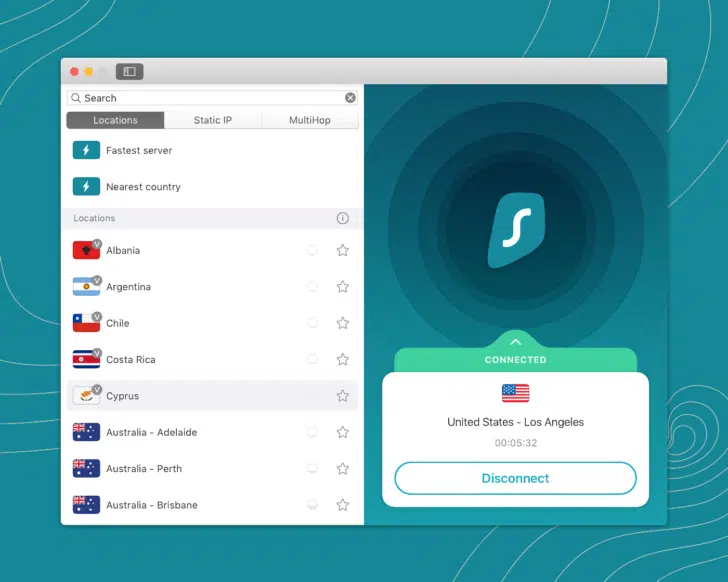 Search
Locations
Static IP
MultiHop
Fastest server
Nearest country
Locations
V
Albania
V
Argentina
V
Chile
V
Costa Rica
V
Cyprus
Australia - Adelaide
Australia - Perth
Australia - Brisbane
S
CONNECTED
United States - Los Angeles
00:05:32
Disconnect